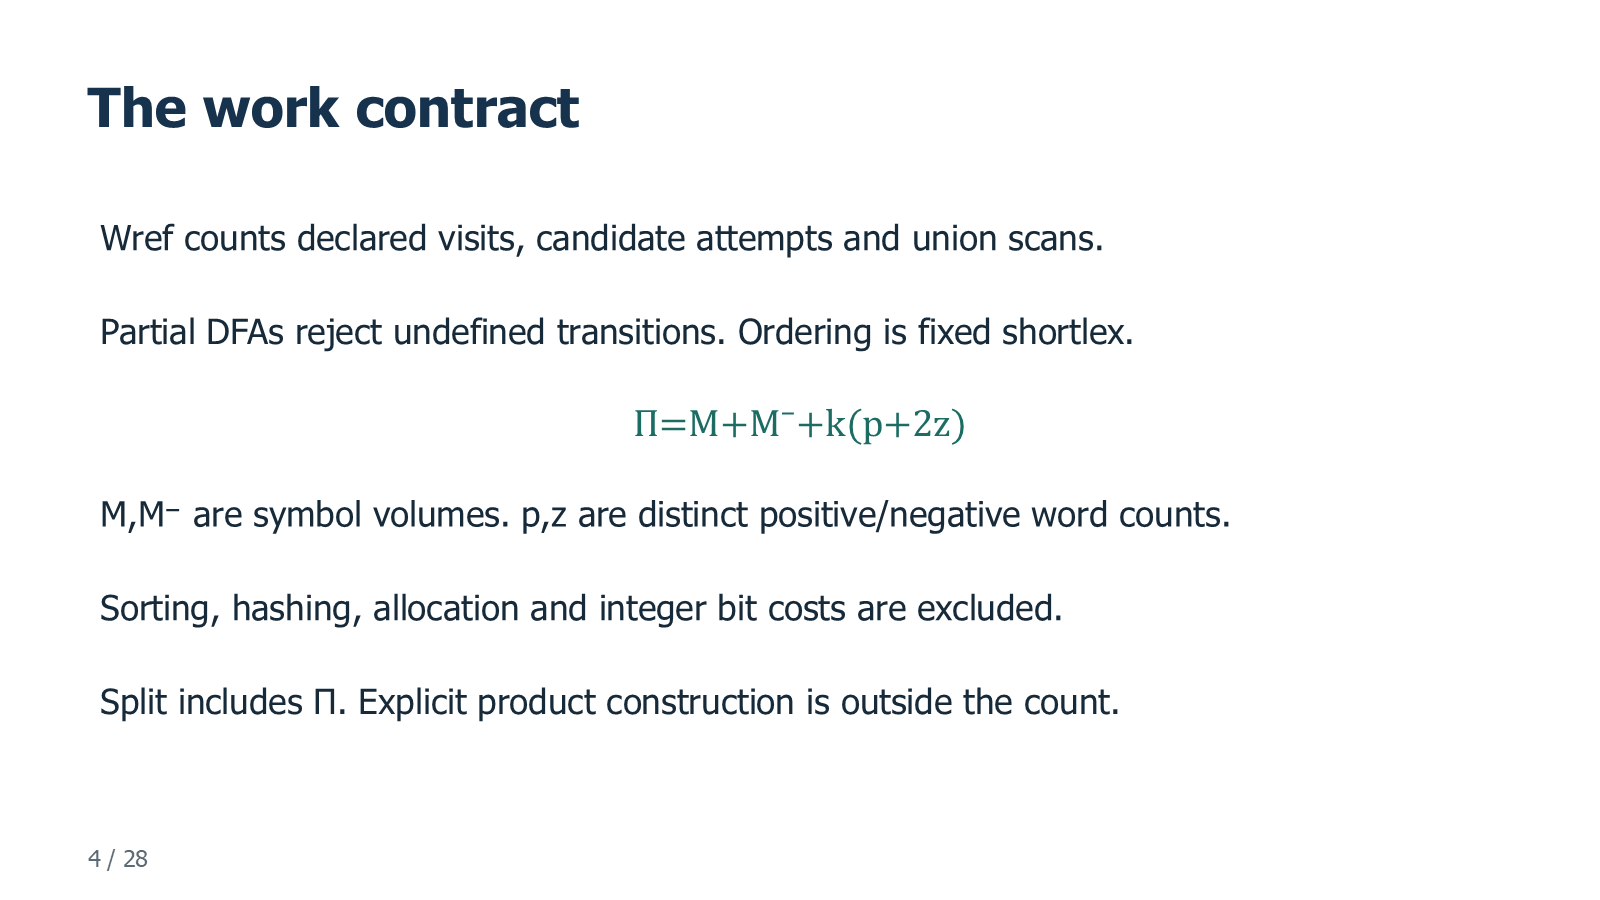 The work contract
Wref counts declared visits, candidate attempts and union scans.
Partial DFAs reject undefined transitions. Ordering is fixed shortlex.
Π=M+M⁻+k(p+2z)
M,M⁻ are symbol volumes. p,z are distinct positive/negative word counts.
Sorting, hashing, allocation and integer bit costs are excluded.
Split includes Π. Explicit product construction is outside the count.
4 / 28